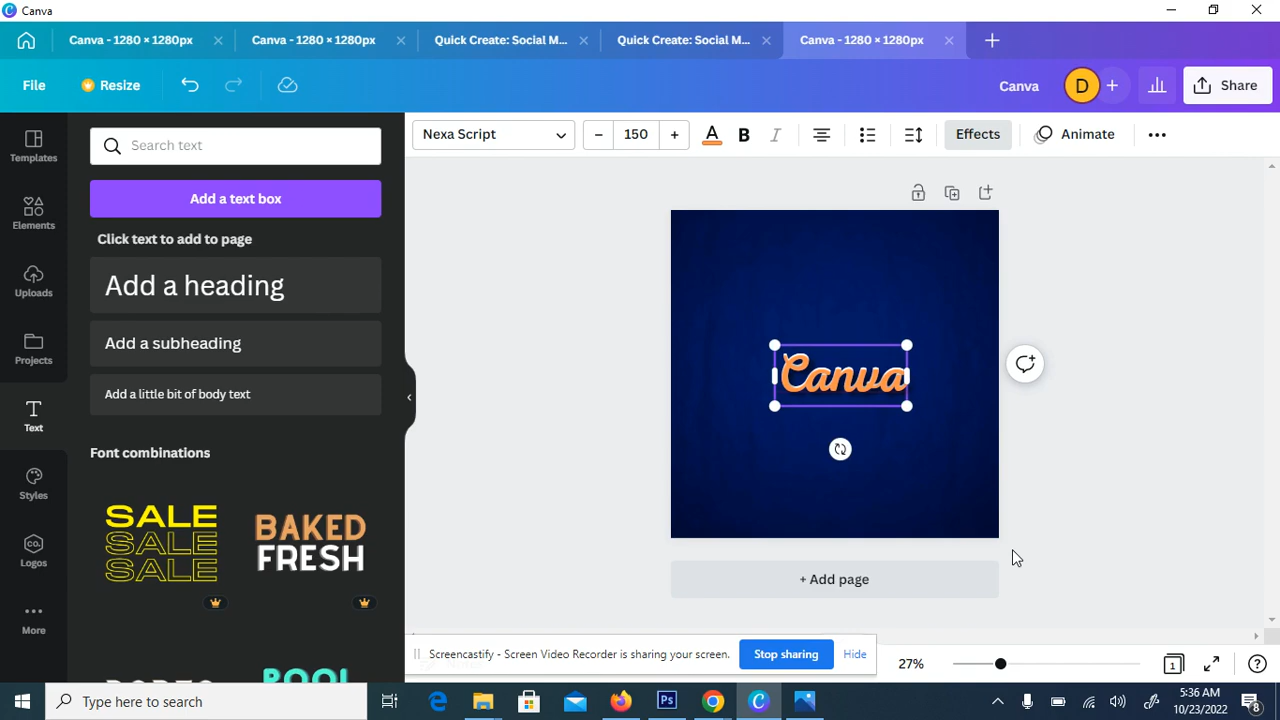 Canva
Canva - 1280 × 1280px
Canva - 1280 × 1280px
Quick Create: Social M...
Quick Create: Social M...
Canva - 1280 × 1280px
File
Resize
Canva
D
Share
Templates
Elements
Uploads
Projects
Text
Styles
CO.
Logos
More
Search text
Add a text box
Click text to add to page
Add a heading
Add a subheading
Add a little bit of body text
Font combinations
SALE
SALE
SALE
BAKED
FRESH
Nexa Script
150
A
B
I
Effects
Animate
Canva
+ Add page
Screencastify - Screen Video Recorder is sharing your screen.
Stop sharing
Hide
27%
1
Type here to search
Ps
5:36 AM
10/23/2022
8